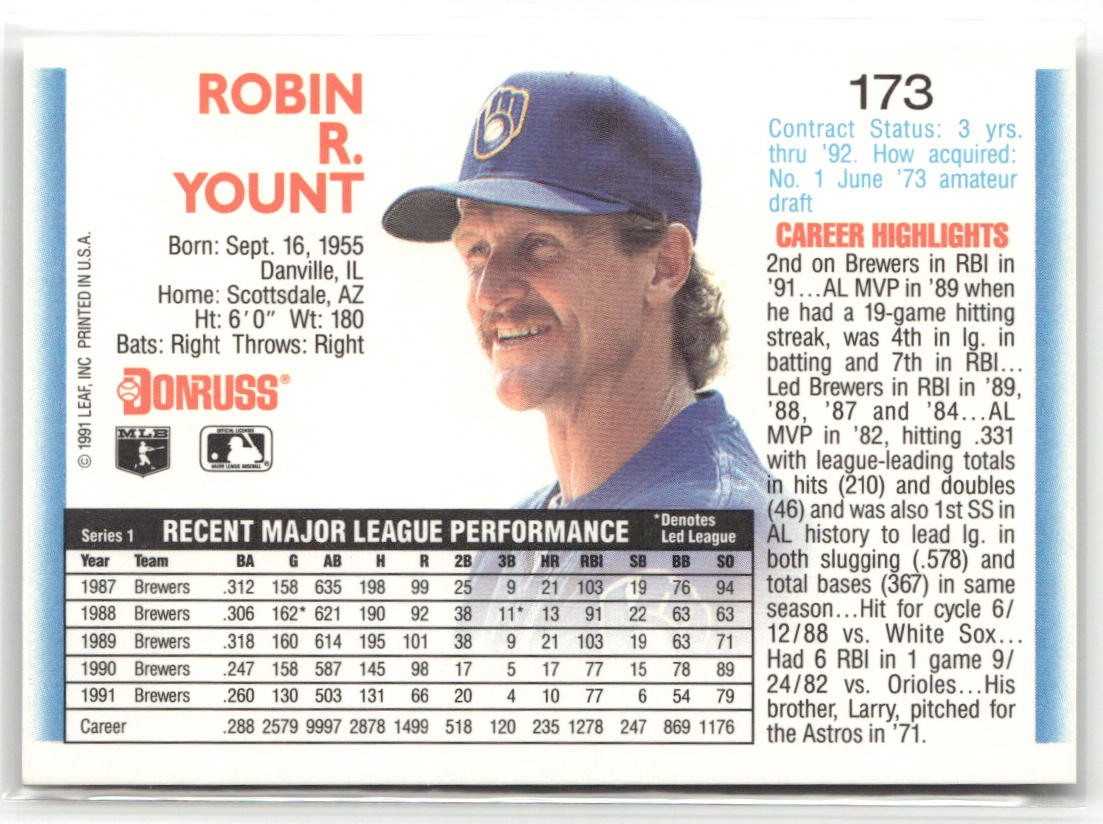 ROBIN
R.
YOUNT
Born: Sept. 16, 1955
Danville, IL
Home: Scottsdale, AZ
Ht: 6'0" Wt: 180
Bats: Right Throws: Right
DONRUSS®
MLB
OFFICIAL LICENSEE
MAJOR LEAGUE BASEBALL
© 1991 LEAF, INC PRINTED IN U.S.A.
173
Contract Status: 3 yrs.
thru '92. How acquired:
No. 1 June '73 amateur
draft
CAREER HIGHLIGHTS
2nd on Brewers in RBI in
'91...AL MVP in '89 when
he had a 19-game hitting
streak, was 4th in lg. in
batting and 7th in RBI...
Led Brewers in RBI in '89,
'88, '87 and '84...AL
MVP in '82, hitting .331
with league-leading totals
in hits (210) and doubles
(46) and was also 1st SS in
AL history to lead lg. in
both slugging (.578) and
total bases (367) in same
season...Hit for cycle 6/
12/88 vs. White Sox...
Had 6 RBI in 1 game 9/
24/82 vs. Orioles...His
brother, Larry, pitched for
the Astros in '71.
Series 1 RECENT MAJOR LEAGUE PERFORMANCE *Denotes
Led League
Year Team BA G AB H R 2B 3B HR RBI SB BB SO
1987 Brewers .312 158 635 198 99 25 9 21 103 19 76 94
1988 Brewers .306 162* 621 190 92 38 11* 13 91 22 63 63
1989 Brewers .318 160 614 195 101 38 9 21 103 19 63 71
1990 Brewers .247 158 587 145 98 17 5 17 77 15 78 89
1991 Brewers .260 130 503 131 66 20 4 10 77 6 54 79
Career .288 2579 9997 2878 1499 518 120 235 1278 247 869 1176